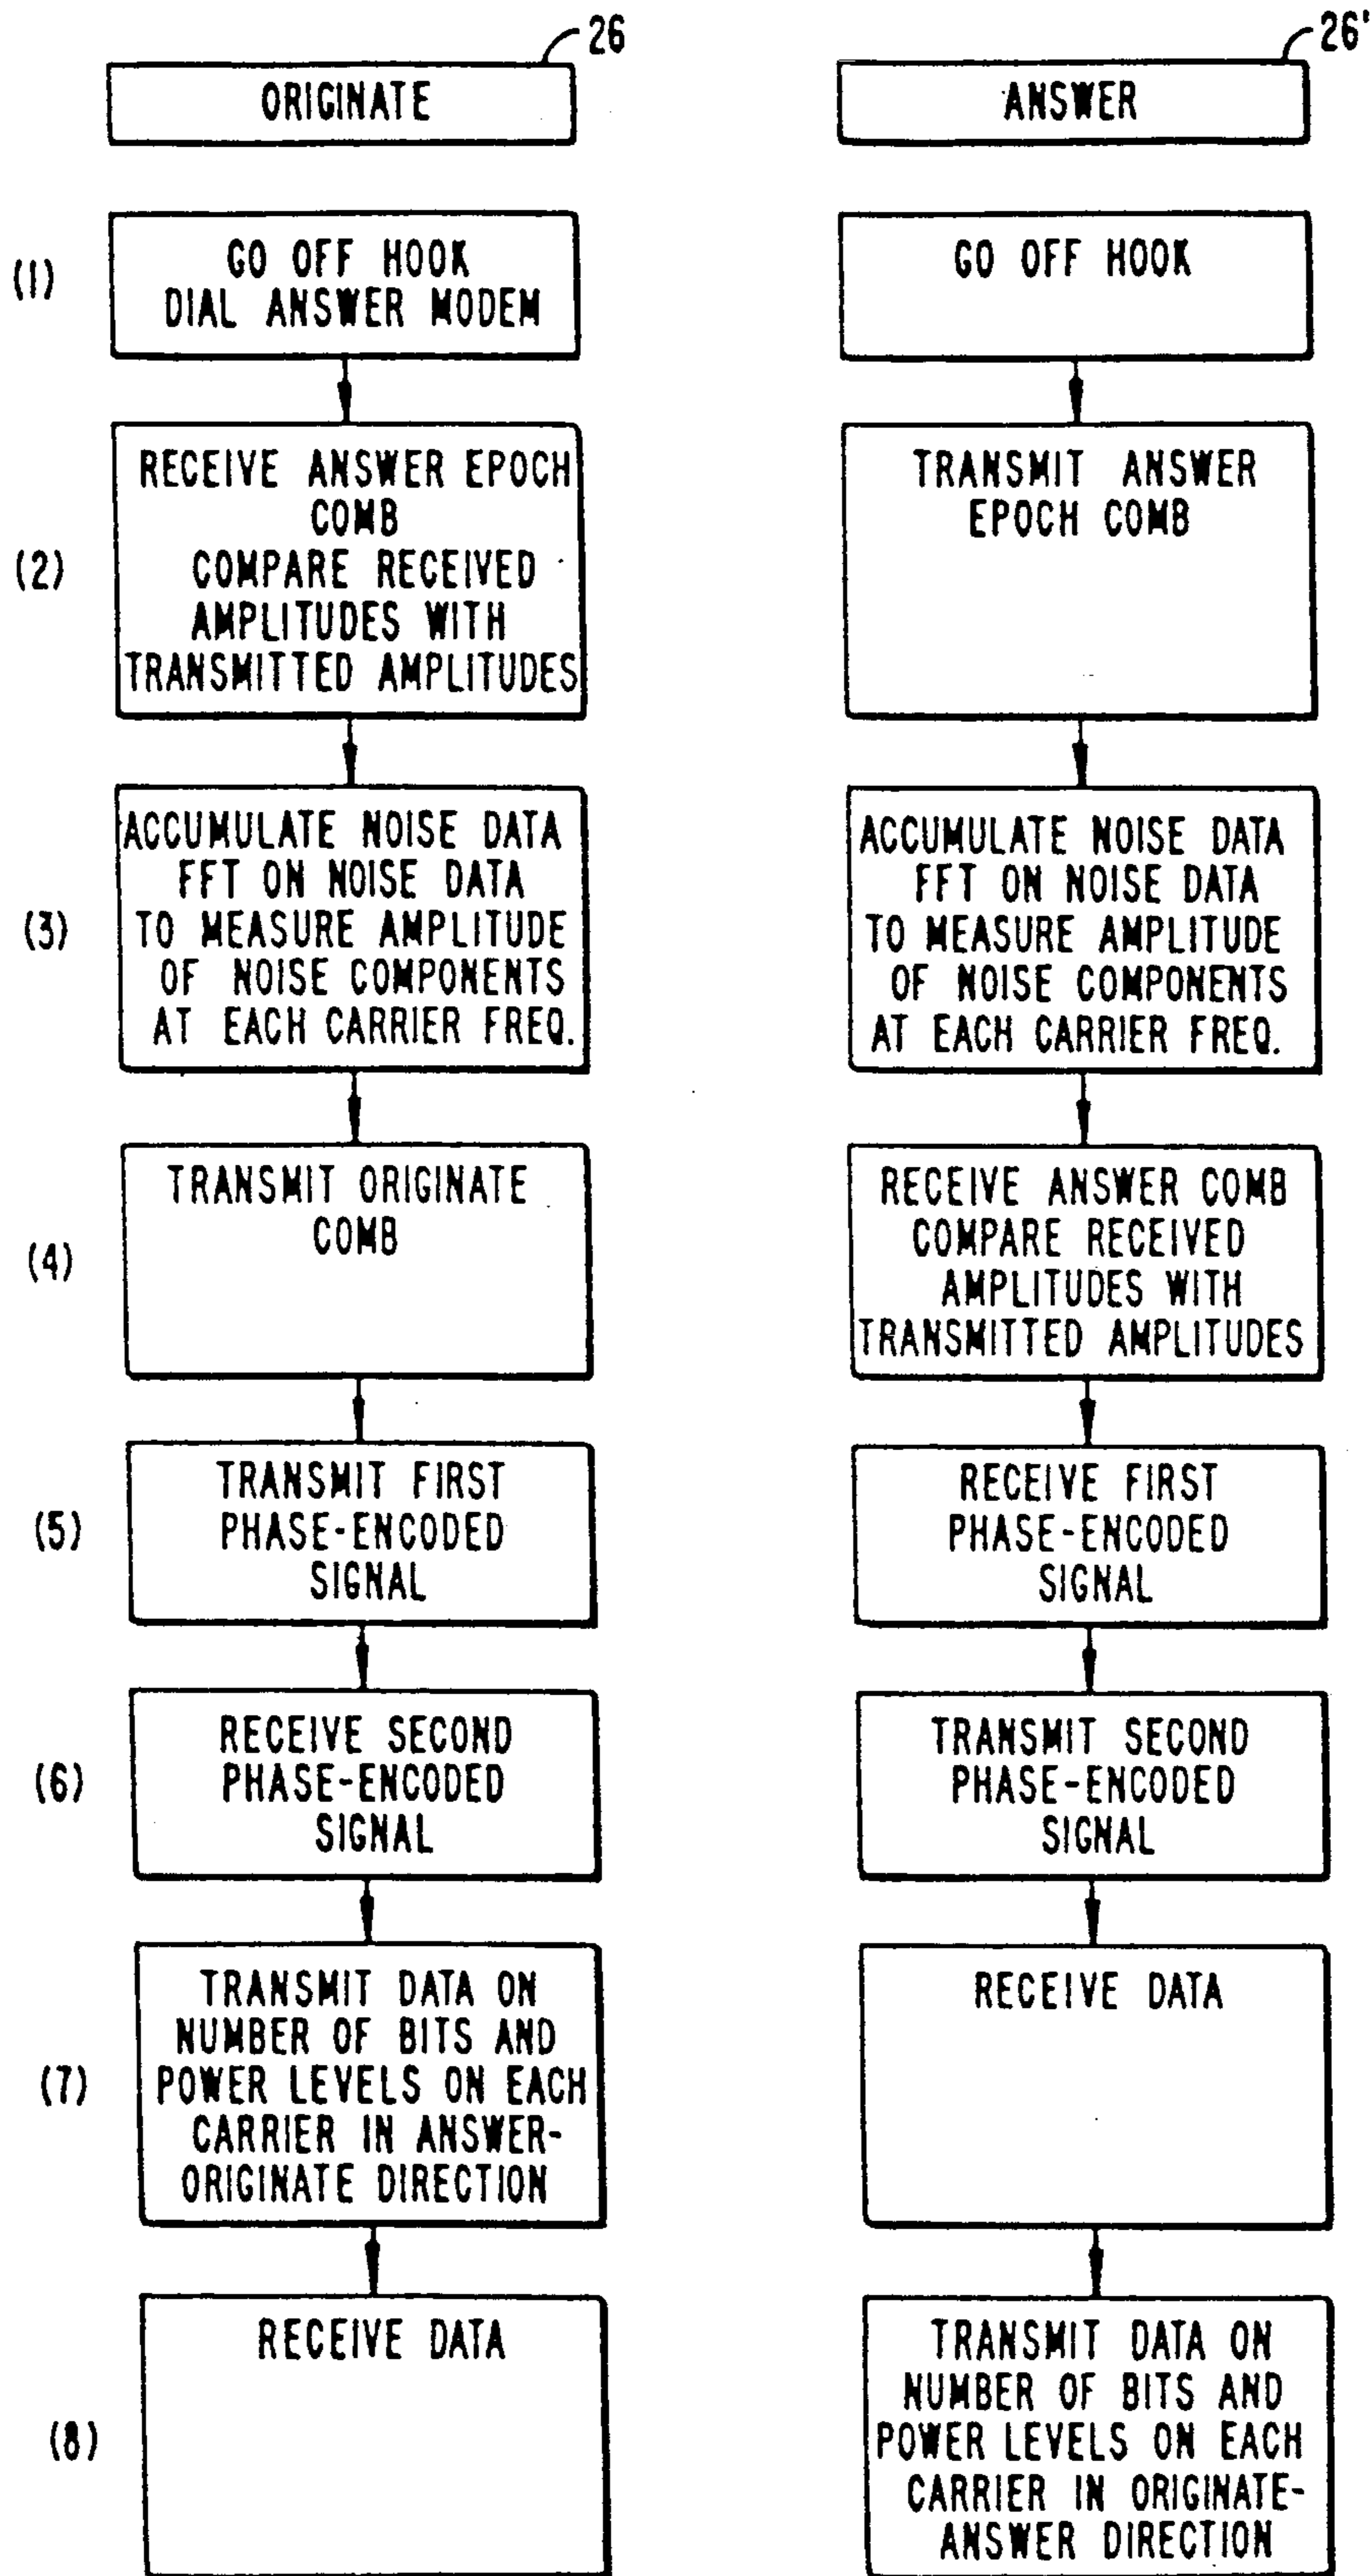 26
ORIGINATE
26'
ANSWER
(1)
GO OFF HOOK
DIAL ANSWER MODEM
GO OFF HOOK
(2)
RECEIVE ANSWER EPOCH
COMB
COMPARE RECEIVED
AMPLITUDES WITH
TRANSMITTED AMPLITUDES
TRANSMIT ANSWER
EPOCH COMB
(3)
ACCUMULATE NOISE DATA
FFT ON NOISE DATA
TO MEASURE AMPLITUDE
OF NOISE COMPONENTS
AT EACH CARRIER FREQ.
ACCUMULATE NOISE DATA
FFT ON NOISE DATA
TO MEASURE AMPLITUDE
OF NOISE COMPONENTS
AT EACH CARRIER FREQ.
(4)
TRANSMIT ORIGINATE
COMB
RECEIVE ANSWER COMB
COMPARE RECEIVED
AMPLITUDES WITH
TRANSMITTED AMPLITUDES
(5)
TRANSMIT FIRST
PHASE-ENCODED
SIGNAL
RECEIVE FIRST
PHASE-ENCODED
SIGNAL
(6)
RECEIVE SECOND
PHASE-ENCODED
SIGNAL
TRANSMIT SECOND
PHASE-ENCODED
SIGNAL
(7)
TRANSMIT DATA ON
NUMBER OF BITS AND
POWER LEVELS ON EACH
CARRIER IN ANSWER-
ORIGINATE DIRECTION
RECEIVE DATA
(8)
RECEIVE DATA
TRANSMIT DATA ON
NUMBER OF BITS AND
POWER LEVELS ON EACH
CARRIER IN ORIGINATE-
ANSWER DIRECTION